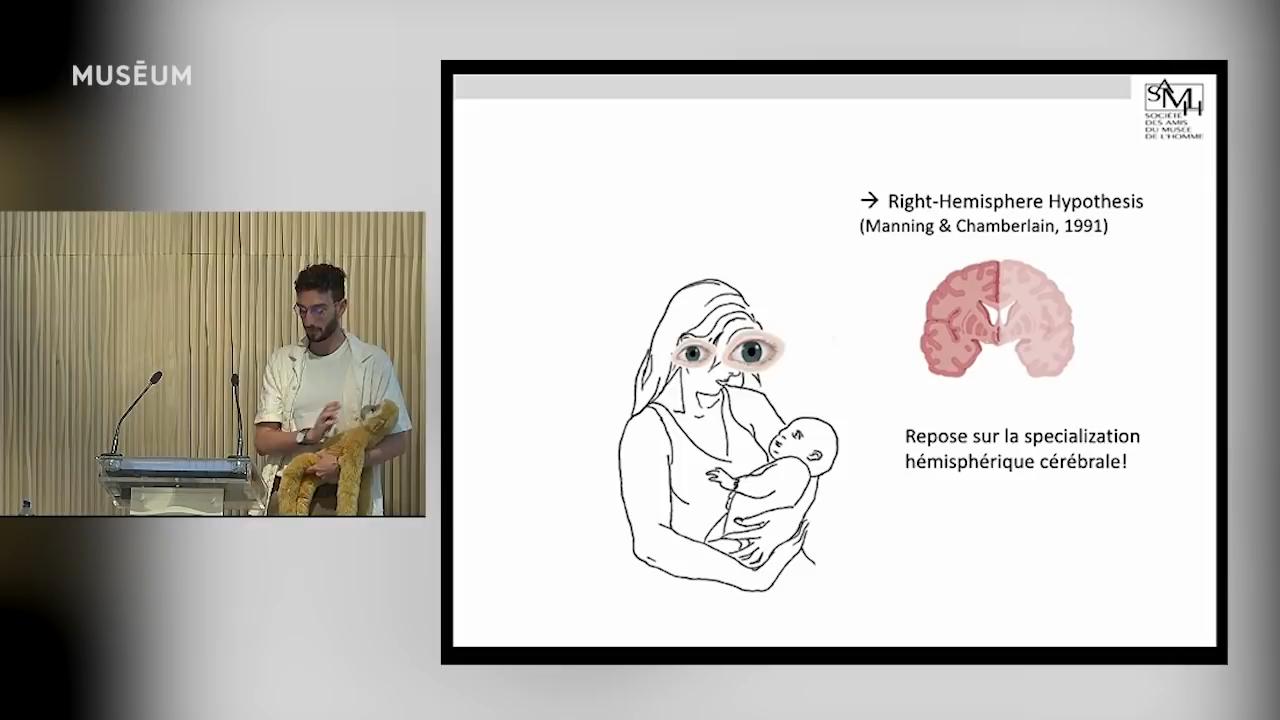 MUSĒUM
SAMH
SOCIÉTÉ
DES AMIS
DU MUSÉE
DE L'HOMME
→ Right-Hemisphere Hypothesis
(Manning & Chamberlain, 1991)
Repose sur la specialization
hémisphérique cérébrale!